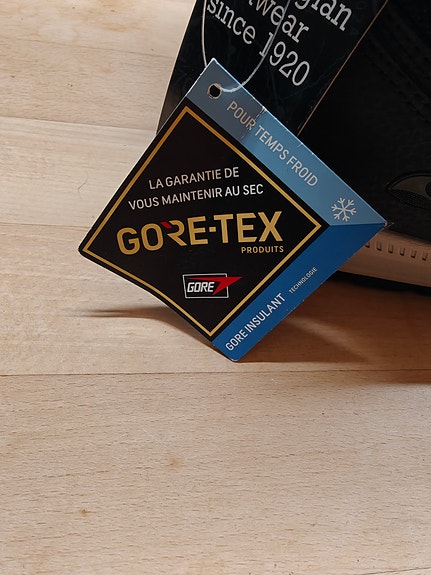 since 1920
POUR TEMPS FROID
LA GARANTIE DE
VOUS MAINTENIR AU SEC
GORE-TEX
PRODUITS
GORE
GORE INSULANT
TECHNOLOGIE